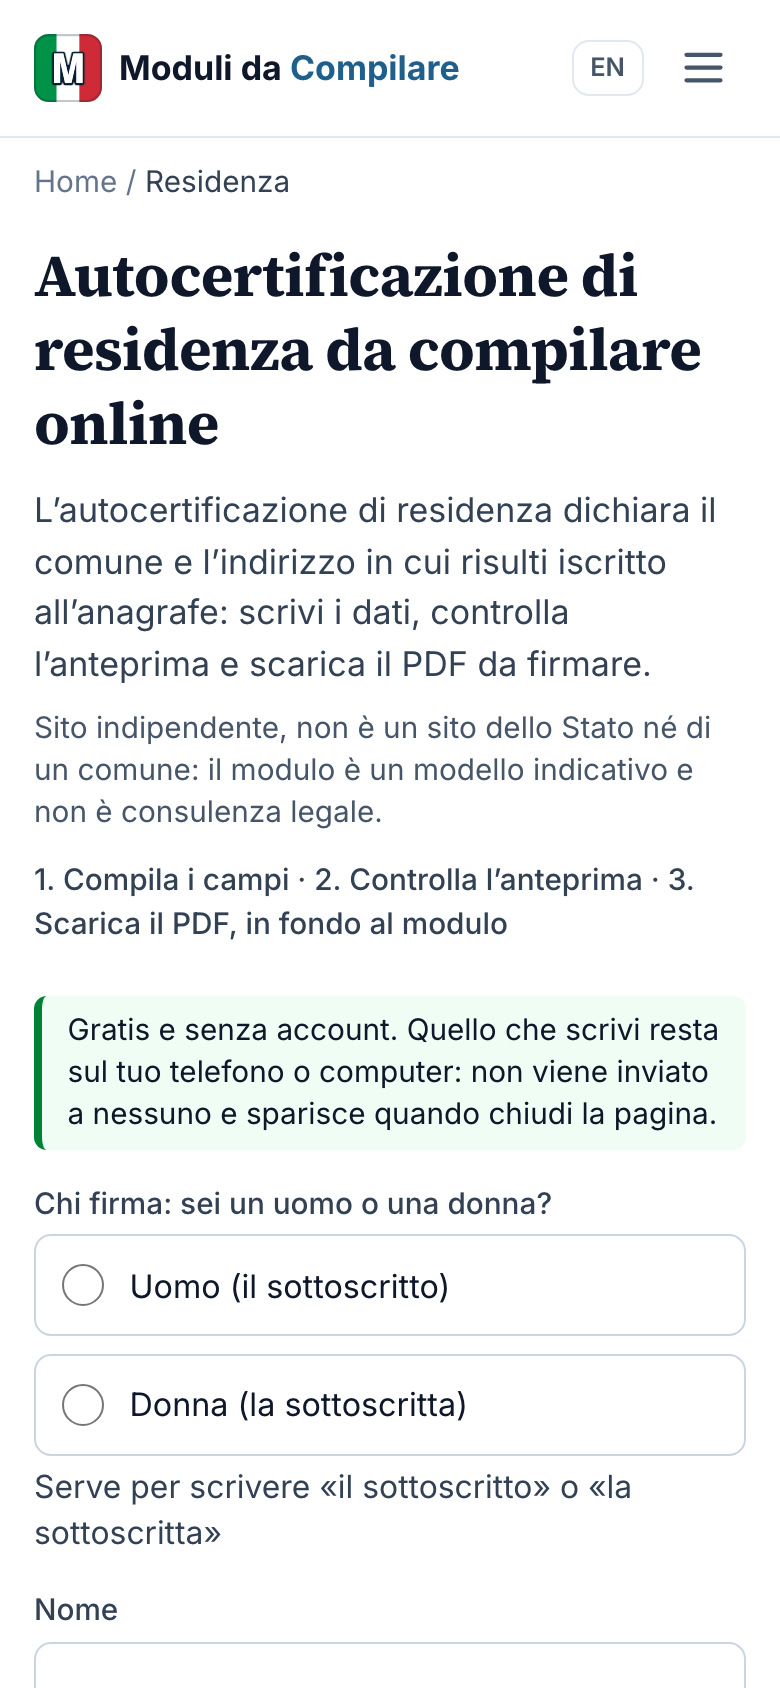 M
Moduli da Compilare
EN
Home / Residenza
Autocertificazione di
residenza da compilare
online
L’autocertificazione di residenza dichiara il
comune e l’indirizzo in cui risulti iscritto
all’anagrafe: scrivi i dati, controlla
l’anteprima e scarica il PDF da firmare.
Sito indipendente, non è un sito dello Stato né di
un comune: il modulo è un modello indicativo e
non è consulenza legale.
1. Compila i campi · 2. Controlla l’anteprima · 3.
Scarica il PDF, in fondo al modulo
Gratis e senza account. Quello che scrivi resta
sul tuo telefono o computer: non viene inviato
a nessuno e sparisce quando chiudi la pagina.
Chi firma: sei un uomo o una donna?
Uomo (il sottoscritto)
Donna (la sottoscritta)
Serve per scrivere «il sottoscritto» o «la
sottoscritta»
Nome